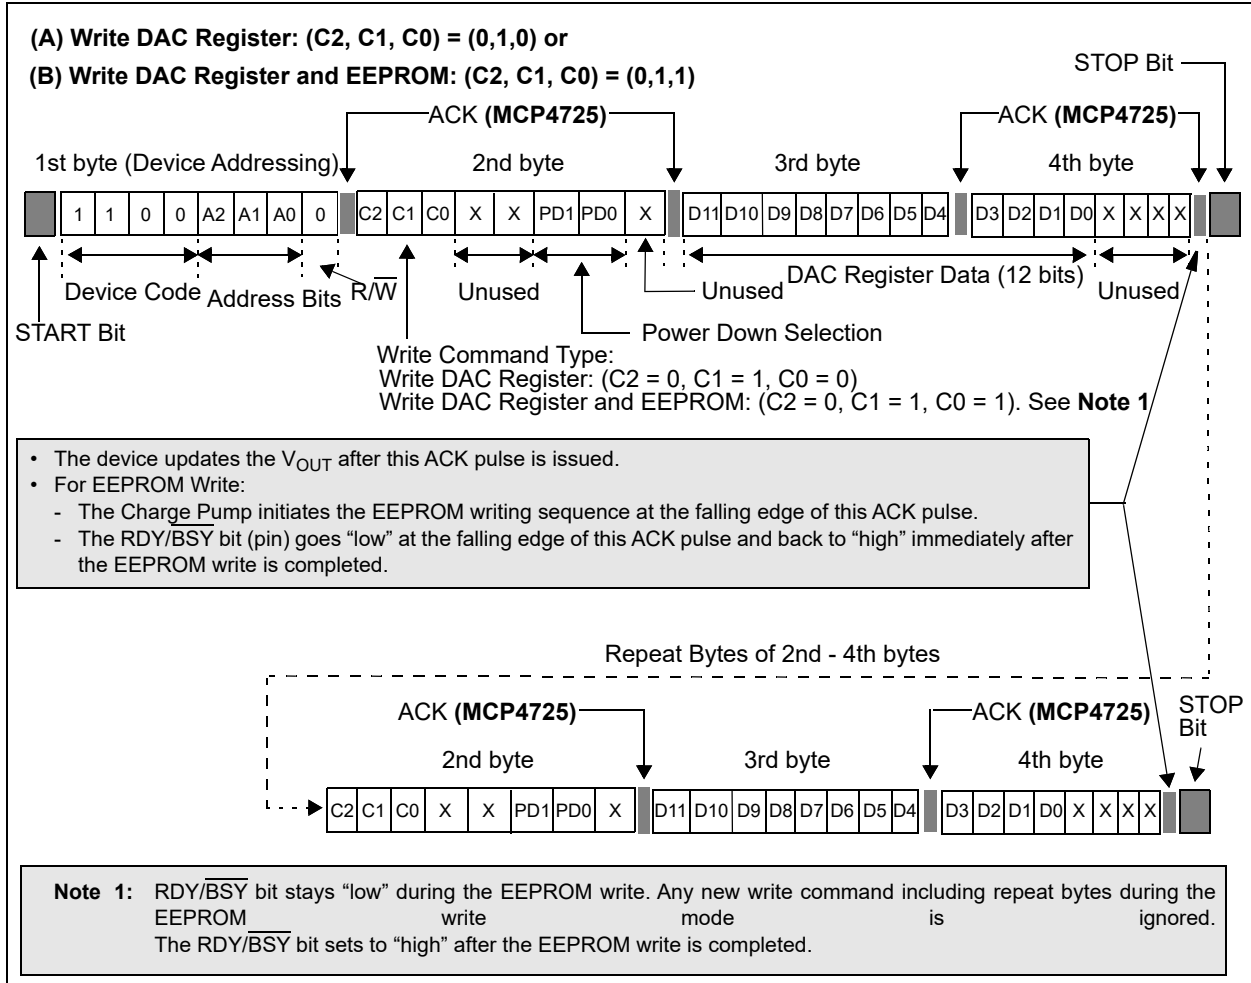 (A) Write DAC Register: (C2, C1, C0) = (0,1,0) or
(B) Write DAC Register and EEPROM: (C2, C1, C0) = (0,1,1)
STOP Bit
ACK (MCP4725)
ACK (MCP4725)
1st byte (Device Addressing)
2nd byte
3rd byte
4th byte
1 1 0 0 A2 A1 A0 0 C2 C1 C0 X X PD1 PD0 X D11 D10 D9 D8 D7 D6 D5 D4 D3 D2 D1 D0 X X X X
Device Code
Address Bits
R/W̅
Unused
Unused
DAC Register Data (12 bits)
Unused
START Bit
Power Down Selection
Write Command Type:
Write DAC Register: (C2 = 0, C1 = 1, C0 = 0)
Write DAC Register and EEPROM: (C2 = 0, C1 = 1, C0 = 1). See Note 1
• The device updates the VOUT after this ACK pulse is issued.
• For EEPROM Write:
- The Charge Pump initiates the EEPROM writing sequence at the falling edge of this ACK pulse.
- The RDY/B̅S̅Y̅ bit (pin) goes “low” at the falling edge of this ACK pulse and back to “high” immediately after
the EEPROM write is completed.
Repeat Bytes of 2nd - 4th bytes
ACK (MCP4725)
ACK (MCP4725)
STOP
Bit
2nd byte
3rd byte
4th byte
C2 C1 C0 X X PD1 PD0 X D11 D10 D9 D8 D7 D6 D5 D4 D3 D2 D1 D0 X X X X
Note 1: RDY/B̅S̅Y̅ bit stays “low” during the EEPROM write. Any new write command including repeat bytes during the
EEPROM write mode is ignored.
The RDY/B̅S̅Y̅ bit sets to “high” after the EEPROM write is completed.